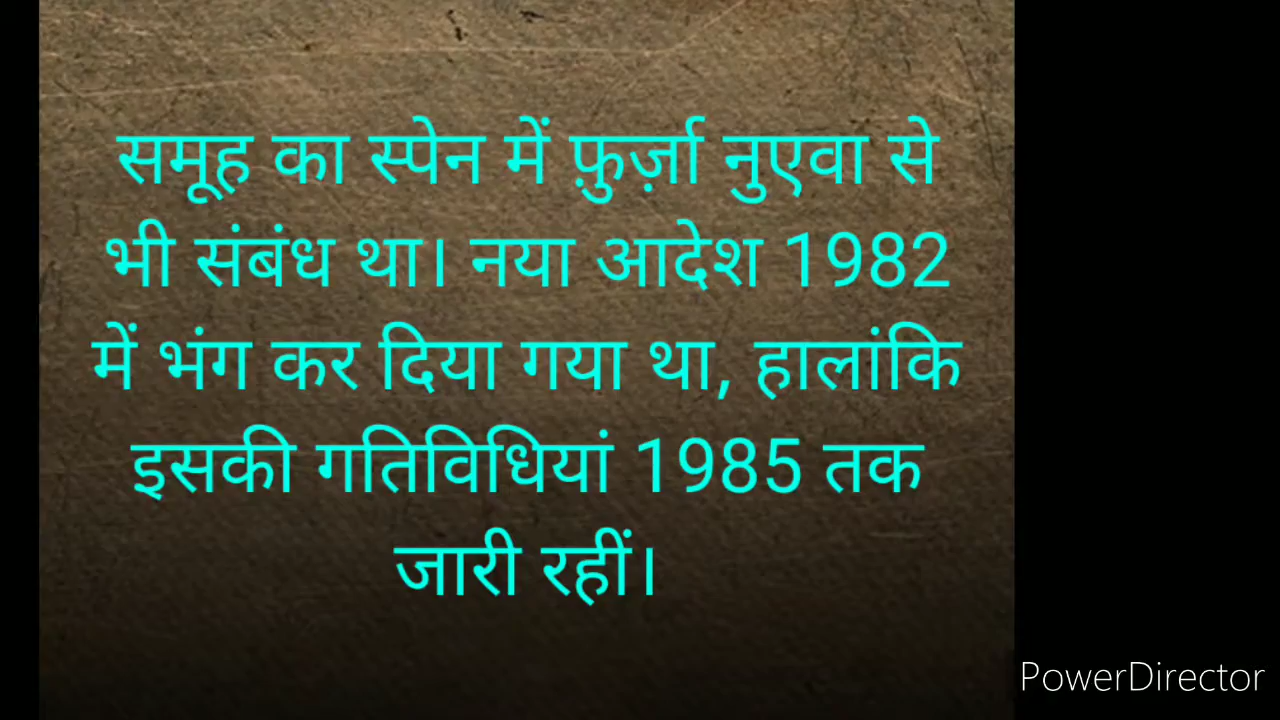 समूह का स्पेन में फ़ुर्ज़ा नुएवा से
भी संबंध था। नया आदेश 1982
में भंग कर दिया गया था, हालांकि
इसकी गतिविधियां 1985 तक
जारी रहीं।
PowerDirector